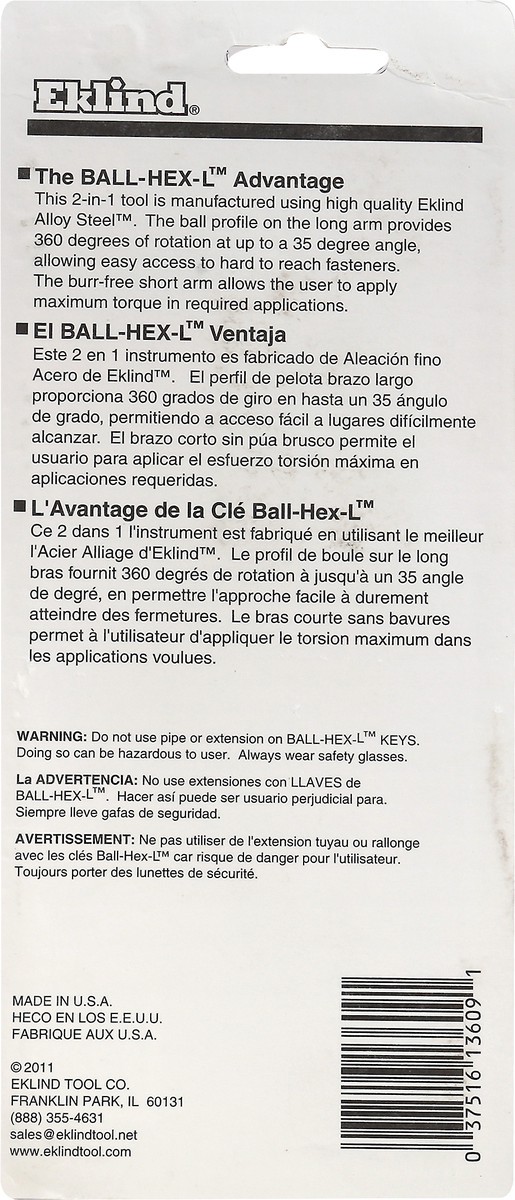 Eklind®
The BALL-HEX-L™ Advantage
This 2-in-1 tool is manufactured using high quality Eklind
Alloy Steel™. The ball profile on the long arm provides
360 degrees of rotation at up to a 35 degree angle,
allowing easy access to hard to reach fasteners.
The burr-free short arm allows the user to apply
maximum torque in required applications.
El BALL-HEX-L™ Ventaja
Este 2 en 1 instrumento es fabricado de Aleación fino
Acero de Eklind™. El perfil de pelota brazo largo
proporciona 360 grados de giro en hasta un 35 ángulo
de grado, permitiendo a acceso fácil a lugares difícilmente
alcanzar. El brazo corto sin púa brusco permite el
usuario para aplicar el esfuerzo torsión máxima en
aplicaciones requeridas.
L'Avantage de la Clé Ball-Hex-L™
Ce 2 dans 1 l'instrument est fabriqué en utilisant le meilleur
l'Acier Alliage d'Eklind™. Le profil de boule sur le long
bras fournit 360 degrés de rotation à jusqu'à un 35 angle
de degré, en permettre l'approche facile à durement
atteindre des fermetures. Le bras courte sans bavures
permet à l'utilisateur d'appliquer le torsion maximum dans
les applications voulues.
WARNING: Do not use pipe or extension on BALL-HEX-L™ KEYS.
Doing so can be hazardous to user. Always wear safety glasses.
La ADVERTENCIA: No use extensiones con LLAVES de
BALL-HEX-L™. Hacer así puede ser usuario perjudicial para.
Siempre lleve gafas de seguridad.
AVERTISSEMENT: Ne pas utiliser de l'extension tuyau ou rallonge
avec les clés Ball-Hex-L™ car risque de danger pour l'utilisateur.
Toujours porter des lunettes de sécurité.
MADE IN U.S.A.
HECO EN LOS E.E.U.U.
FABRIQUE AUX U.S.A.
©2011
EKLIND TOOL CO.
FRANKLIN PARK, IL 60131
(888) 355-4631
sales@eklindtool.net
www.eklindtool.com
0 37516 13609 1